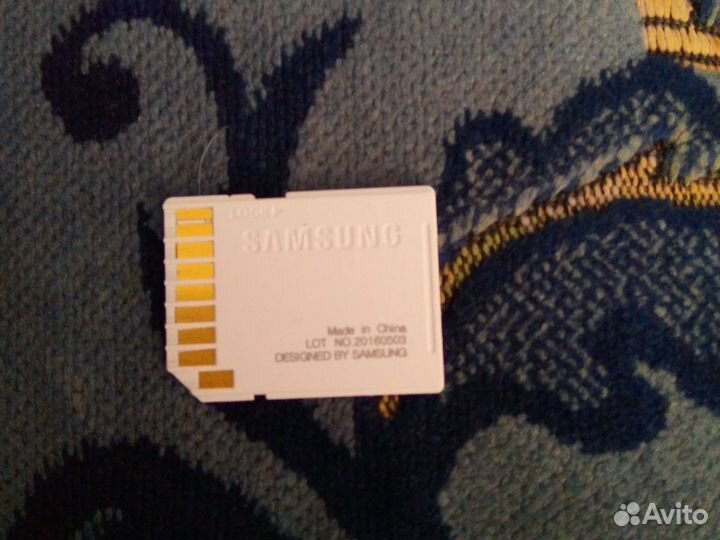 LOCK
SAMSUNG
Made in China
LOT NO.20160503
DESIGNED BY SAMSUNG
Avito